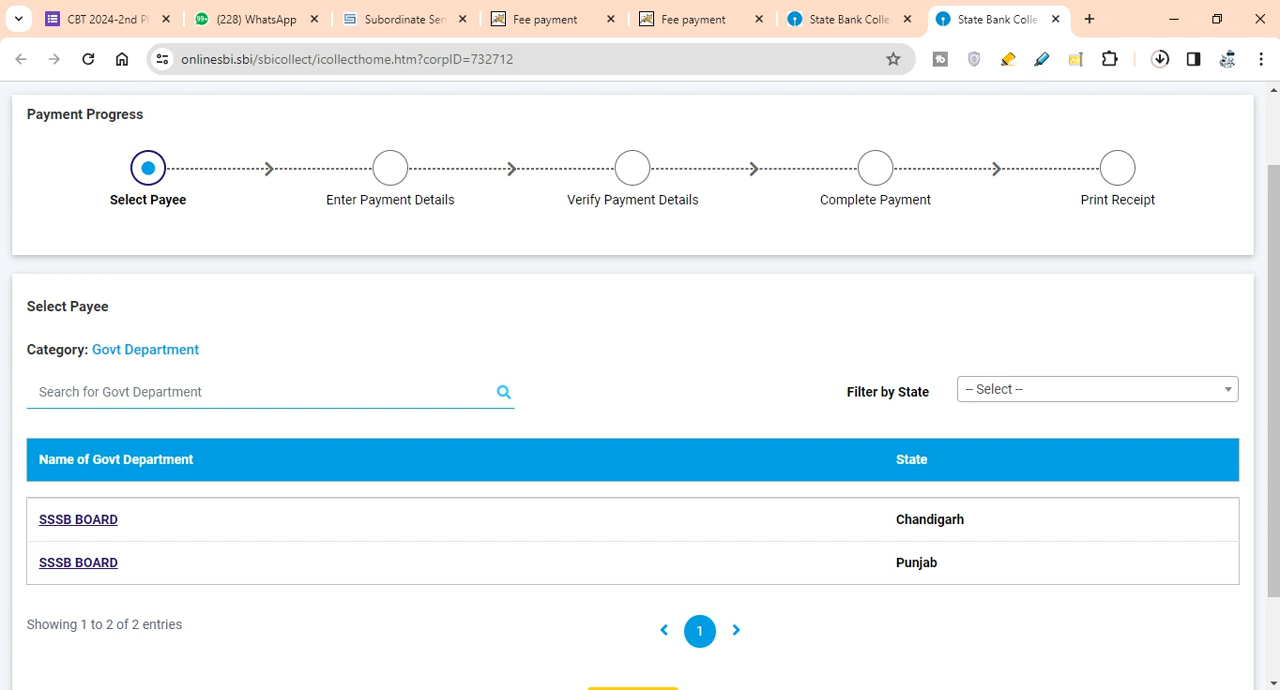 CBT 2024-2nd P
(228) WhatsApp
Subordinate Ser
Fee payment
Fee payment
State Bank Colle
State Bank Colle
onlinesbi.sbi/sbicollect/icollecthome.htm?corpID=732712
Payment Progress
Select Payee
Enter Payment Details
Verify Payment Details
Complete Payment
Print Receipt
Select Payee
Category: Govt Department
Search for Govt Department
Filter by State
-- Select --
Name of Govt Department State
SSSB BOARD Chandigarh
SSSB BOARD Punjab
Showing 1 to 2 of 2 entries
1